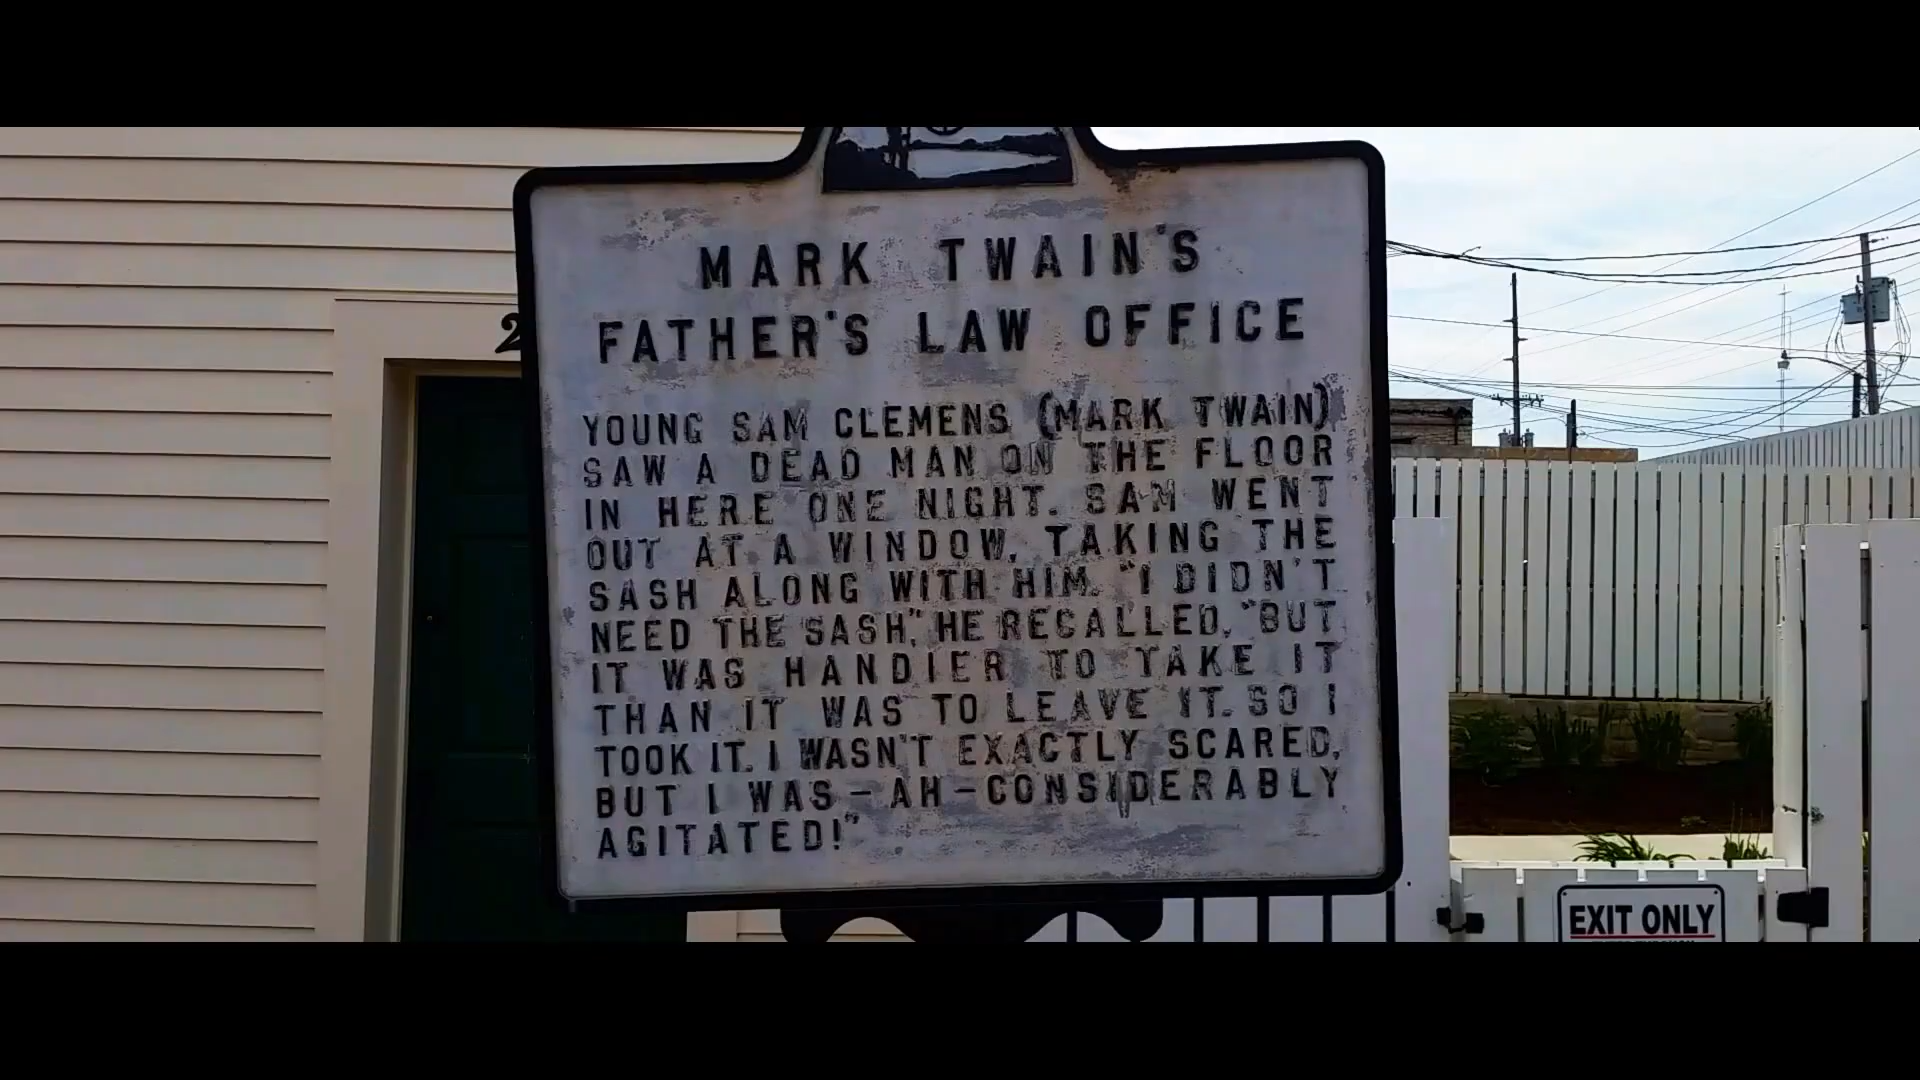 MARK TWAIN'S
FATHER'S LAW OFFICE
YOUNG SAM CLEMENS (MARK TWAIN)
SAW A DEAD MAN ON THE FLOOR
IN HERE ONE NIGHT. SAM WENT
OUT AT A WINDOW, TAKING THE
SASH ALONG WITH HIM. "I DIDN'T
NEED THE SASH," HE RECALLED, "BUT
IT WAS HANDIER TO TAKE IT
THAN IT WAS TO LEAVE IT. SO I
TOOK IT. I WASN'T EXACTLY SCARED,
BUT I WAS – AH – CONSIDERABLY
AGITATED!"
2
EXIT ONLY